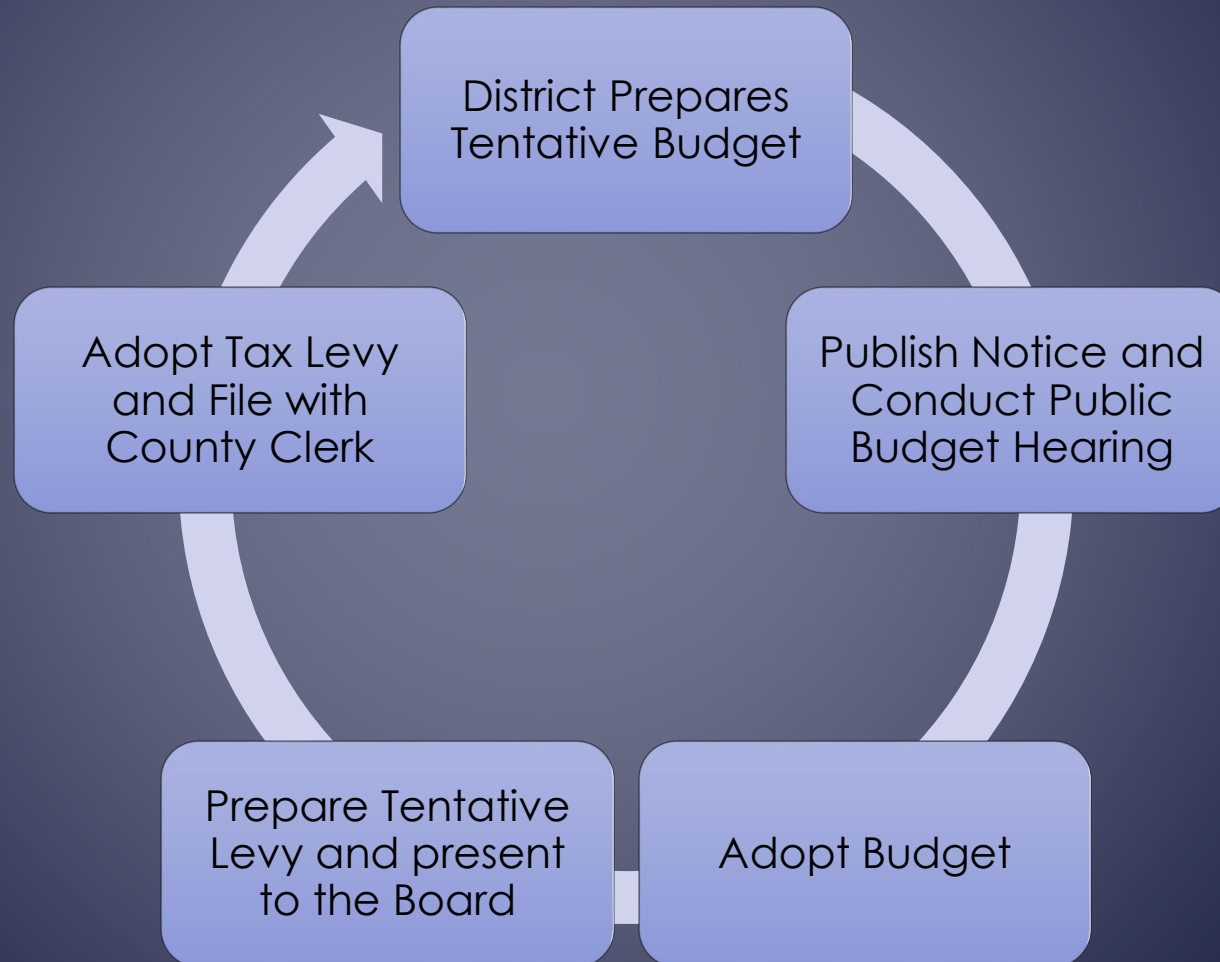 District Prepares
Tentative Budget
Publish Notice and
Conduct Public
Budget Hearing
Adopt Budget
Prepare Tentative
Levy and present
to the Board
Adopt Tax Levy
and File with
County Clerk